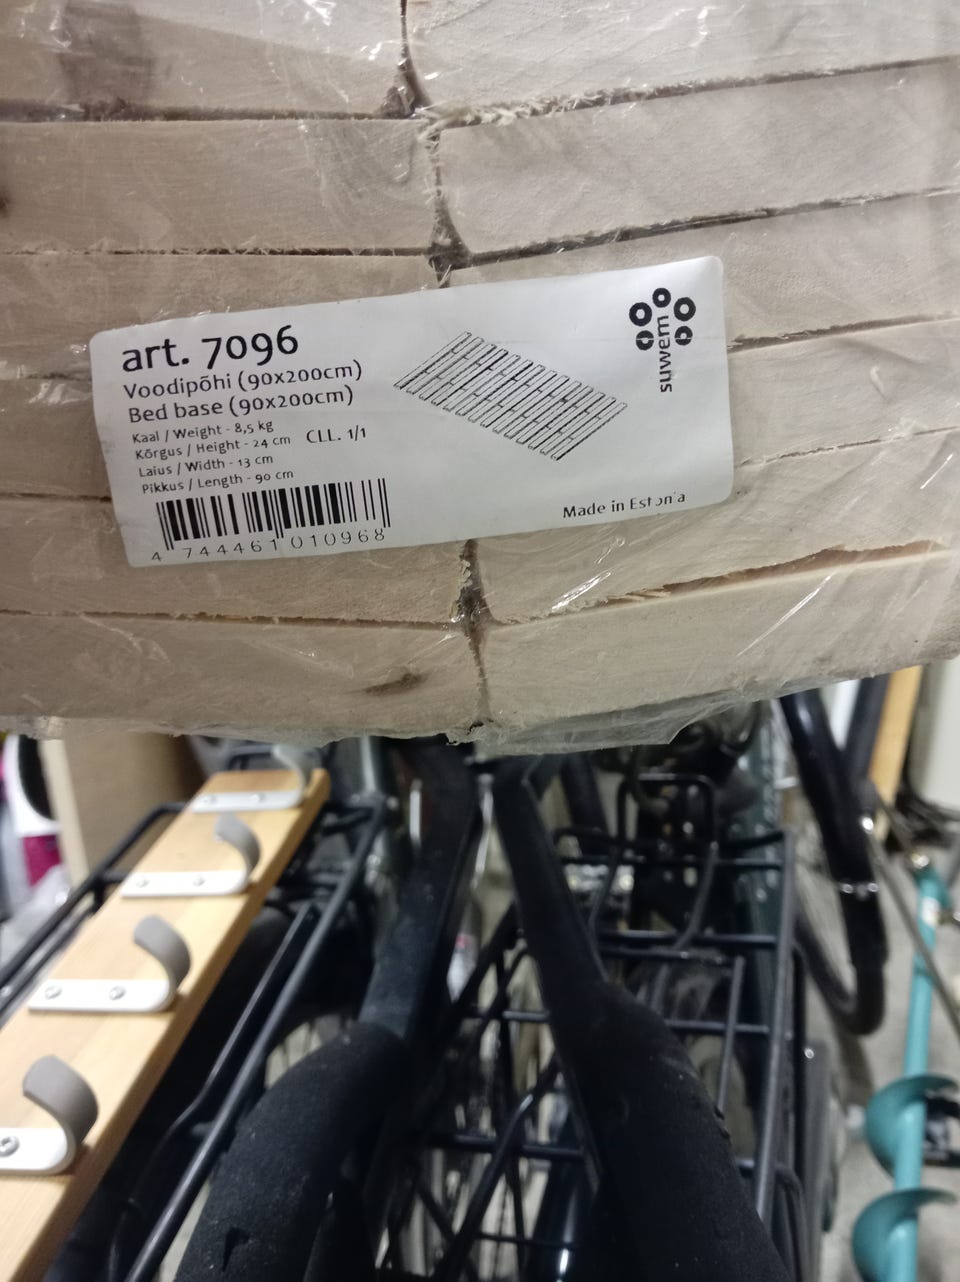 art. 7096
Voodipõhi (90x200cm)
Bed base (90x200cm)
Kaal / Weight - 8,5 kg
Kõrgus / Height - 24 cm
Laius / Width - 13 cm
Pikkus / Length - 90 cm
CLL. 1/1
4 744461 010968
suwem
Made in Estonia